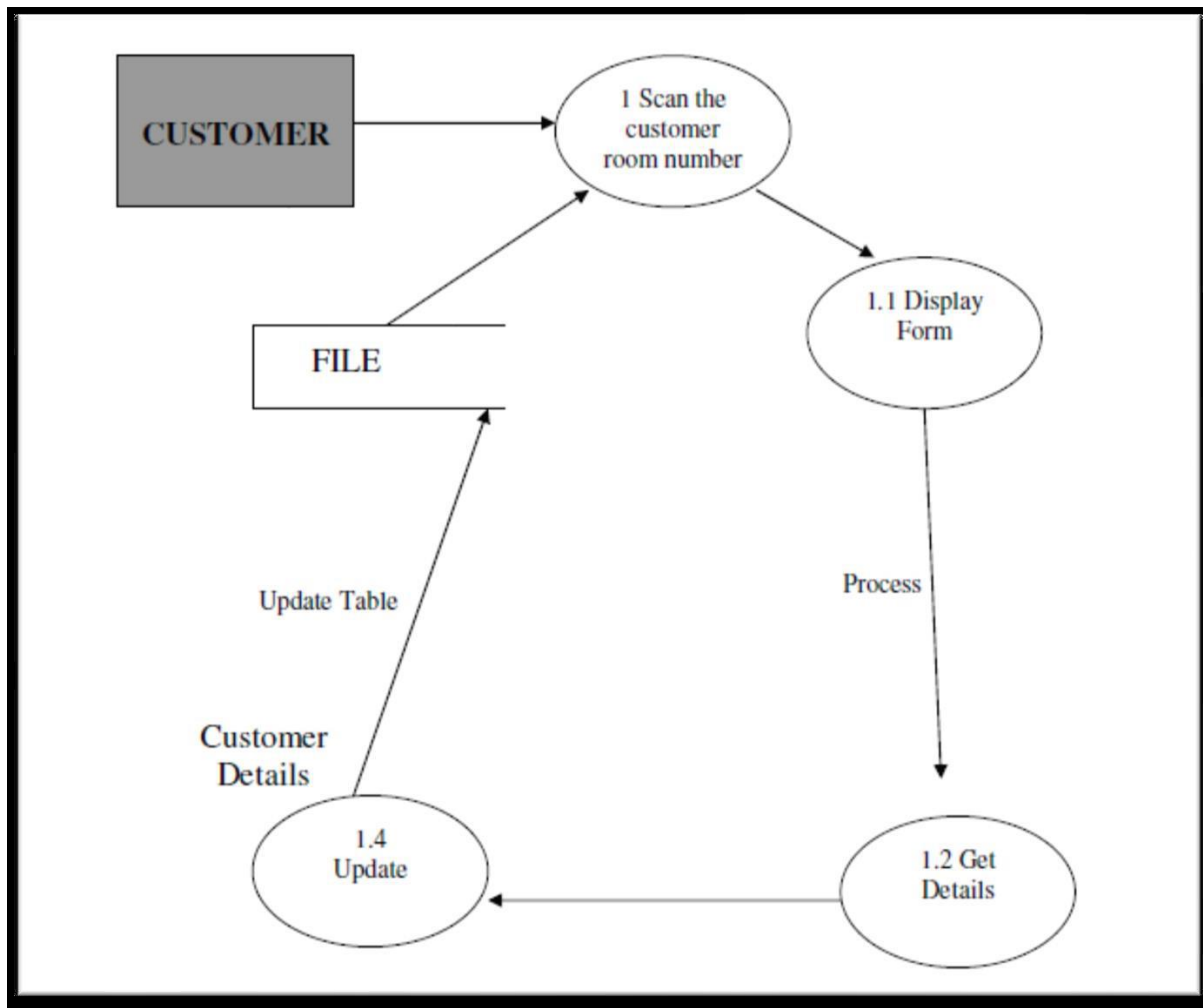 CUSTOMER
1 Scan the
customer
room number
1.1 Display
Form
FILE
Process
Update Table
Customer
Details
1.4
Update
1.2 Get
Details